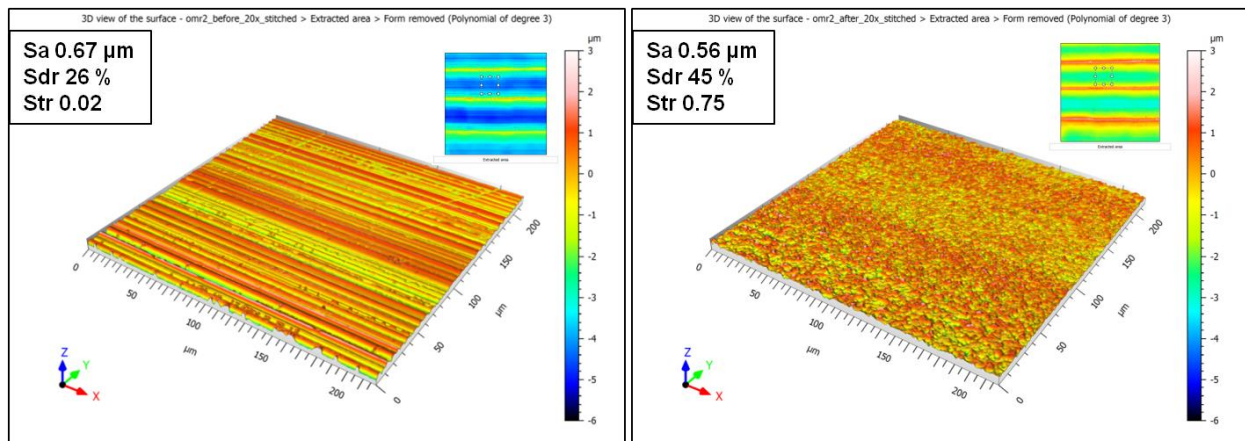 3D view of the surface - omr2_before_20x_stitched > Extracted area > Form removed (Polynomial of degree 3)
Sa 0.67 µm
Sdr 26 %
Str 0.02
Extracted area
µm
3
2
1
0
-1
-2
-3
-4
-5
-6
0
50
100
150
200
µm
0
50
100
150
200
µm
Z
Y
X
3D view of the surface - omr2_after_20x_stitched > Extracted area > Form removed (Polynomial of degree 3)
Sa 0.56 µm
Sdr 45 %
Str 0.75
Extracted area
µm
3
2
1
0
-1
-2
-3
-4
-5
-6
0
50
100
150
200
µm
0
50
100
150
200
µm
Z
Y
X